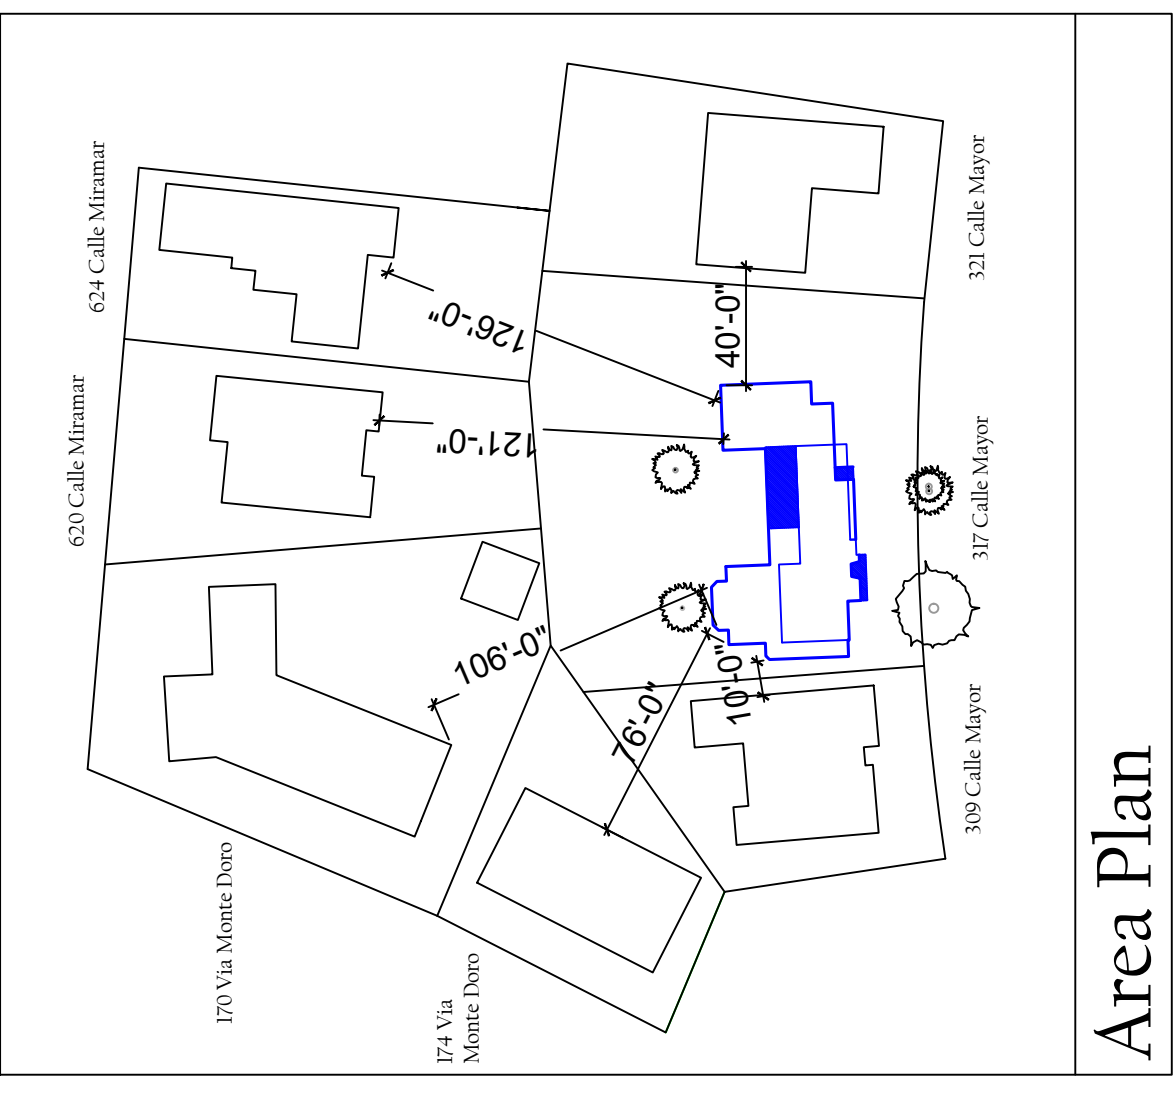 624 Calle Miramar
620 Calle Miramar
170 Via Monte Doro
174 Via
Monte Doro
126'-0"
121'-0"
106'-0"
76'-0"
40'-0"
10'-0"
321 Calle Mayor
317 Calle Mayor
309 Calle Mayor
Area Plan